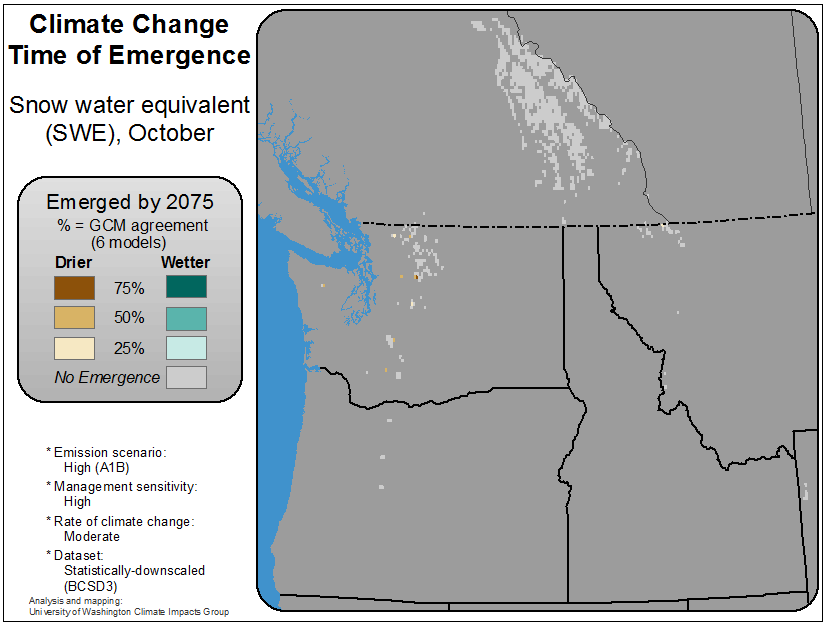 Climate Change
Time of Emergence
Snow water equivalent
(SWE), October
Emerged by 2075
% = GCM agreement
(6 models)
Drier Wetter
75%
50%
25%
No Emergence
* Emission scenario:
High (A1B)
* Management sensitivity:
High
* Rate of climate change:
Moderate
* Dataset:
Statistically-downscaled
(BCSD3)
Analysis and mapping:
University of Washington Climate Impacts Group